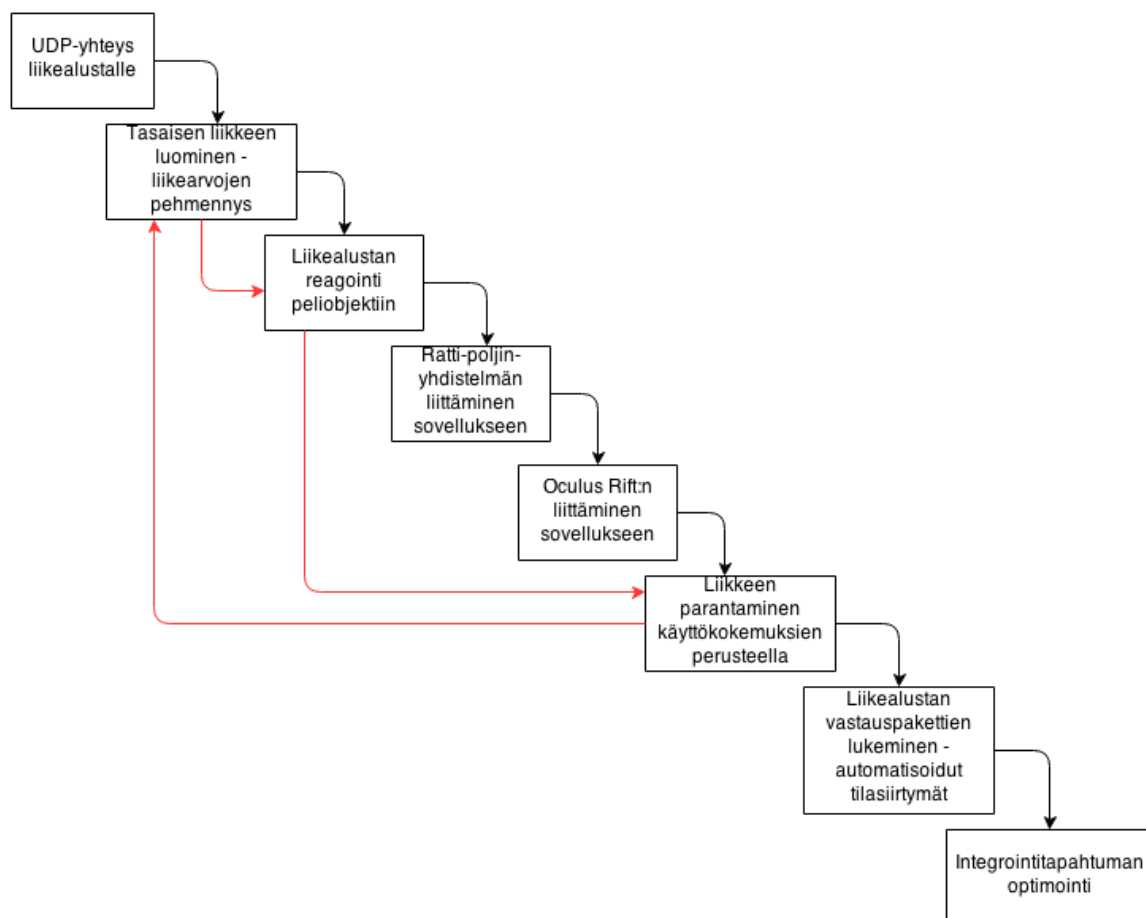 UDP-yhteys
liikealustalle
Tasaisen liikkeen
luominen -
liikearvojen
pehmennys
Liikealustan
reagointi
peliobjektiin
Ratti-poljin-
yhdistelmän
liittäminen
sovellukseen
Oculus Rift:n
liittäminen
sovellukseen
Liikkeen
parantaminen
käyttökokemuksien
perusteella
Liikealustan
vastauspakettien
lukeminen -
automatisoidut
tilasiirtymät
Integrointitapahtuman
optimointi